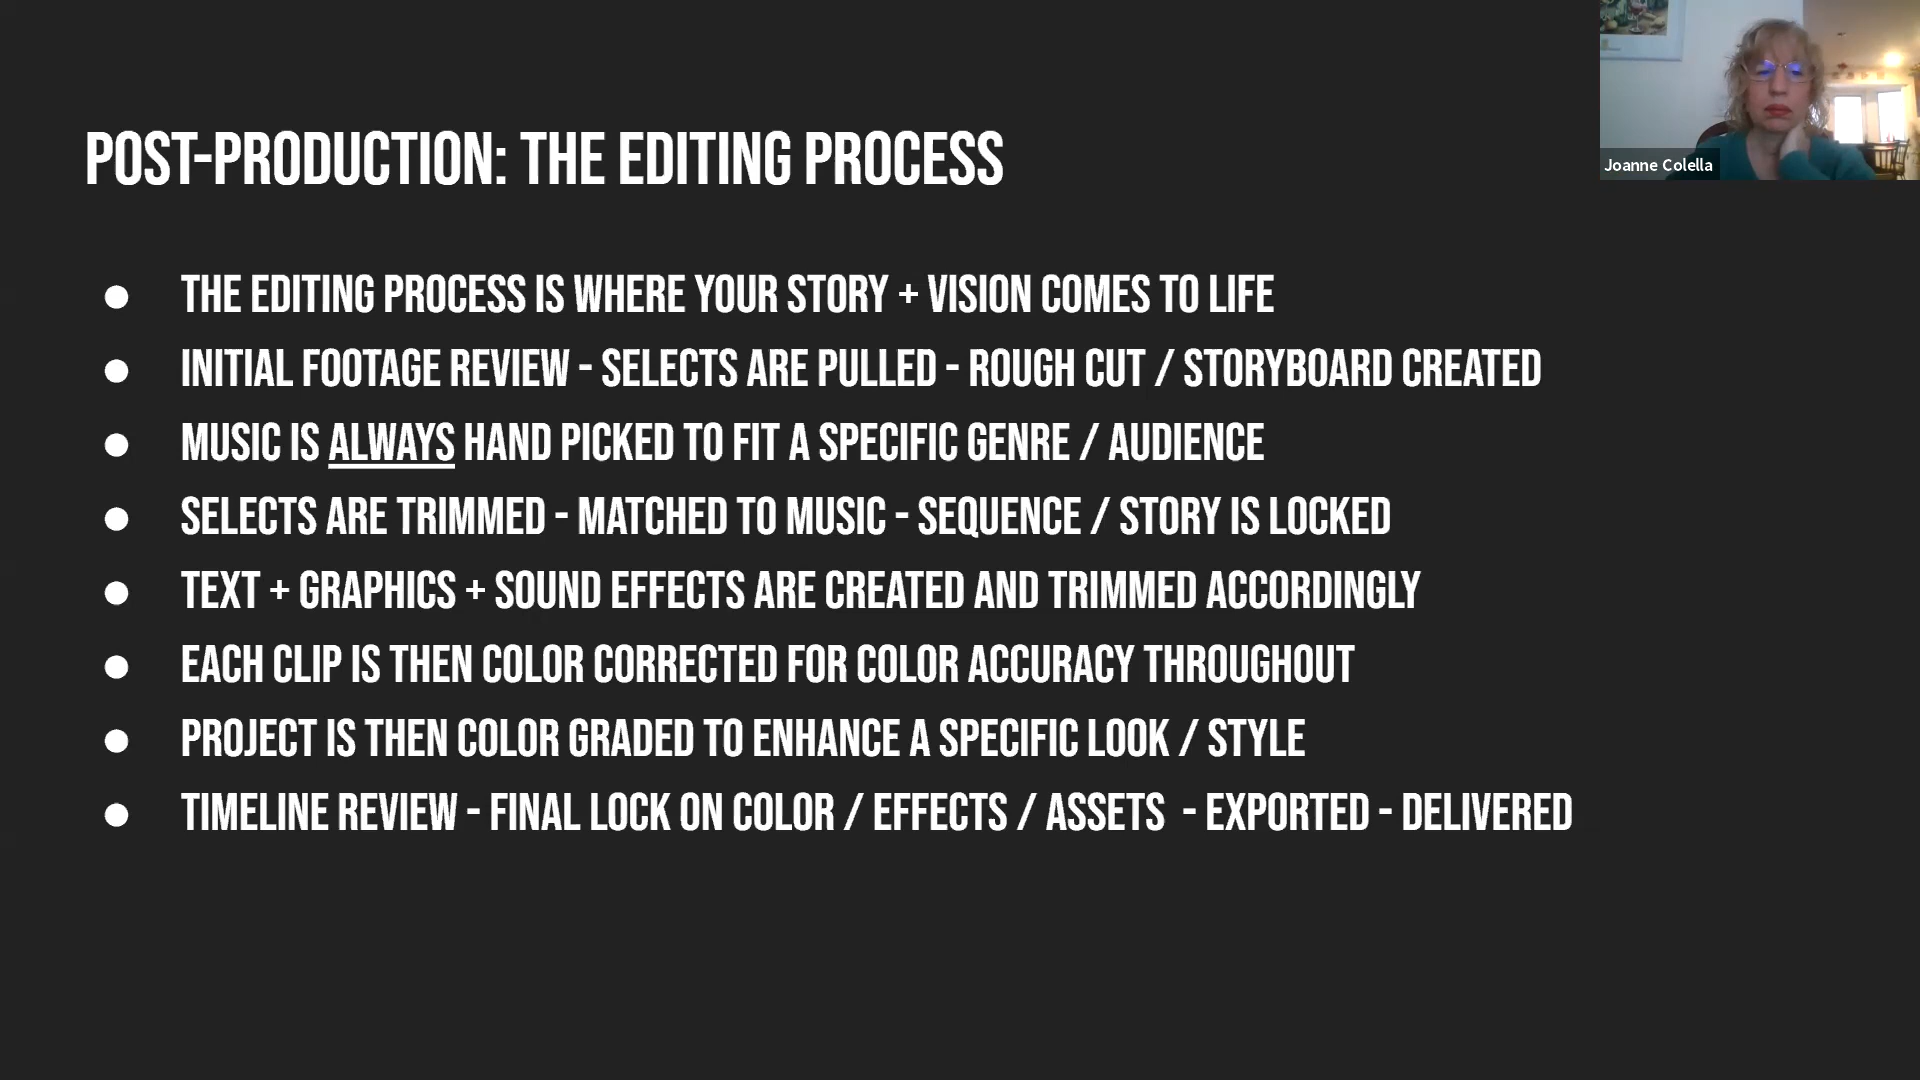 POST-PRODUCTION: THE EDITING PROCESS
Joanne Colella
● THE EDITING PROCESS IS WHERE YOUR STORY + VISION COMES TO LIFE
● INITIAL FOOTAGE REVIEW - SELECTS ARE PULLED - ROUGH CUT / STORYBOARD CREATED
● MUSIC IS ALWAYS HAND PICKED TO FIT A SPECIFIC GENRE / AUDIENCE
● SELECTS ARE TRIMMED - MATCHED TO MUSIC - SEQUENCE / STORY IS LOCKED
● TEXT + GRAPHICS + SOUND EFFECTS ARE CREATED AND TRIMMED ACCORDINGLY
● EACH CLIP IS THEN COLOR CORRECTED FOR COLOR ACCURACY THROUGHOUT
● PROJECT IS THEN COLOR GRADED TO ENHANCE A SPECIFIC LOOK / STYLE
● TIMELINE REVIEW - FINAL LOCK ON COLOR / EFFECTS / ASSETS - EXPORTED - DELIVERED